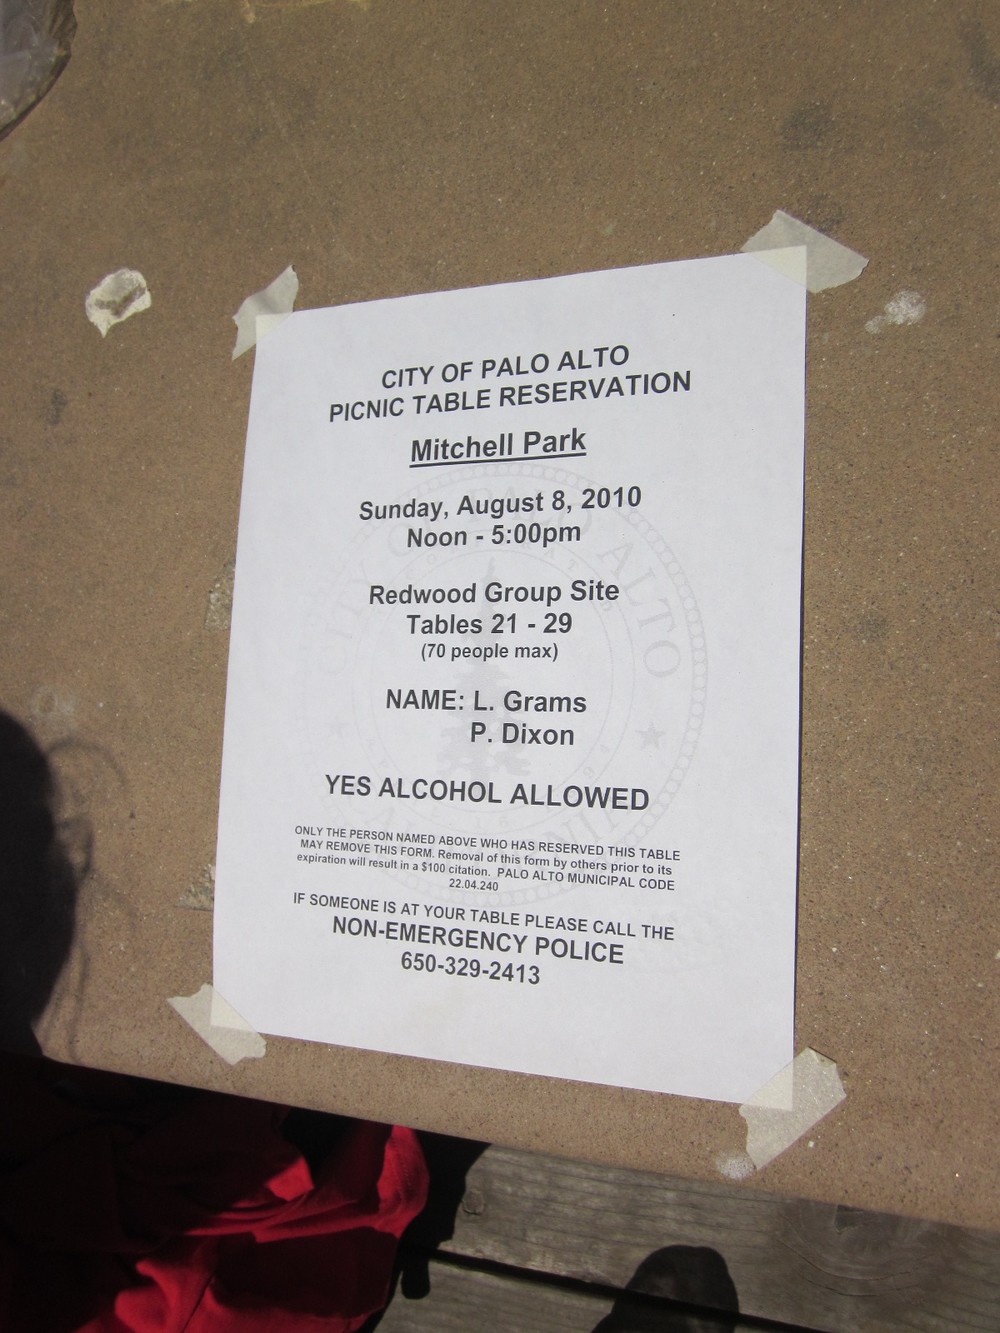 CITY OF PALO ALTO
PICNIC TABLE RESERVATION
Mitchell Park
Sunday, August 8, 2010
Noon - 5:00pm
Redwood Group Site
Tables 21 - 29
(70 people max)
NAME: L. Grams
P. Dixon
YES ALCOHOL ALLOWED
ONLY THE PERSON NAMED ABOVE WHO HAS RESERVED THIS TABLE
MAY REMOVE THIS FORM. Removal of this form by others prior to its
expiration will result in a $100 citation. PALO ALTO MUNICIPAL CODE
22.04.240
IF SOMEONE IS AT YOUR TABLE PLEASE CALL THE
NON-EMERGENCY POLICE
650-329-2413
CITY OF PALO ALTO